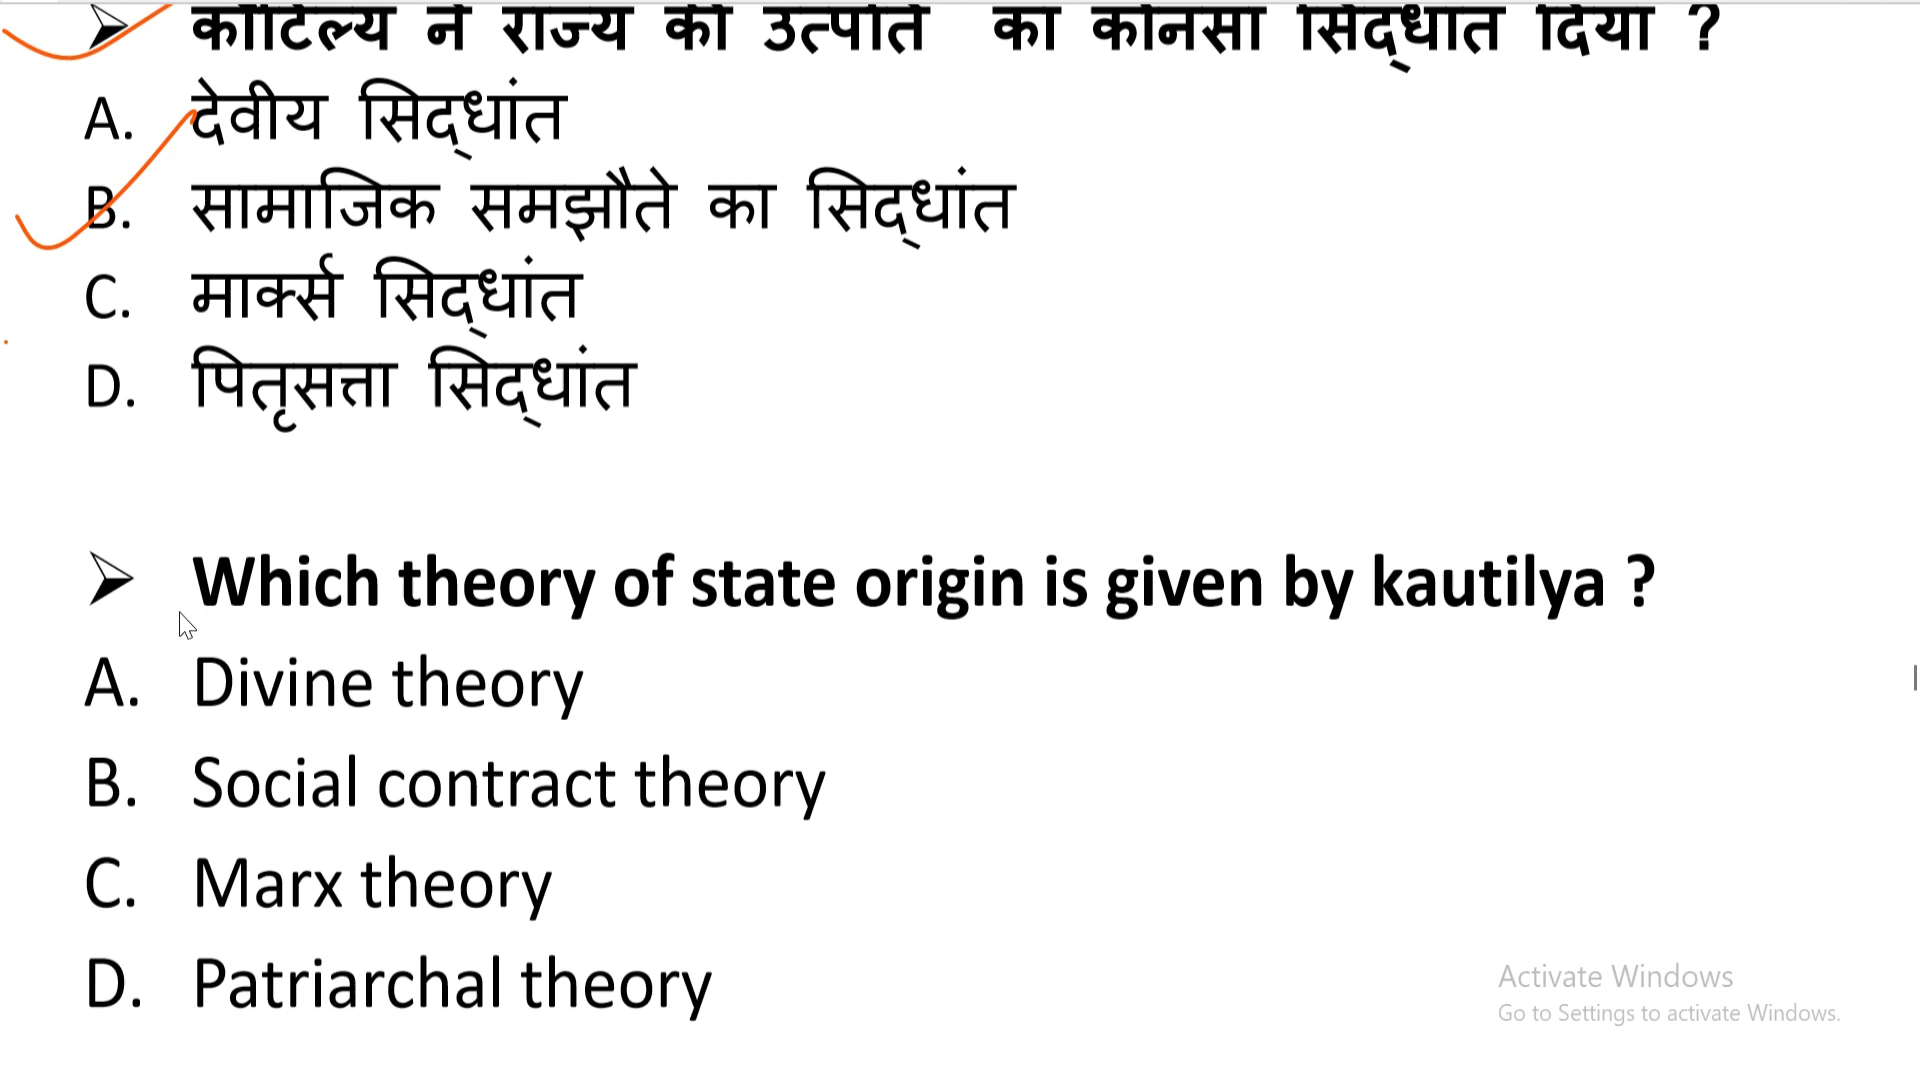 ➢ कौटिल्य ने राज्य की उत्पति का कौनसा सिद्धांत दिया ?
A. देवीय सिद्धांत
B. सामाजिक समझौते का सिद्धांत
C. मार्क्स सिद्धांत
D. पितृसत्ता सिद्धांत
➢ Which theory of state origin is given by kautilya ?
A. Divine theory
B. Social contract theory
C. Marx theory
D. Patriarchal theory
Activate Windows
Go to Settings to activate Windows.